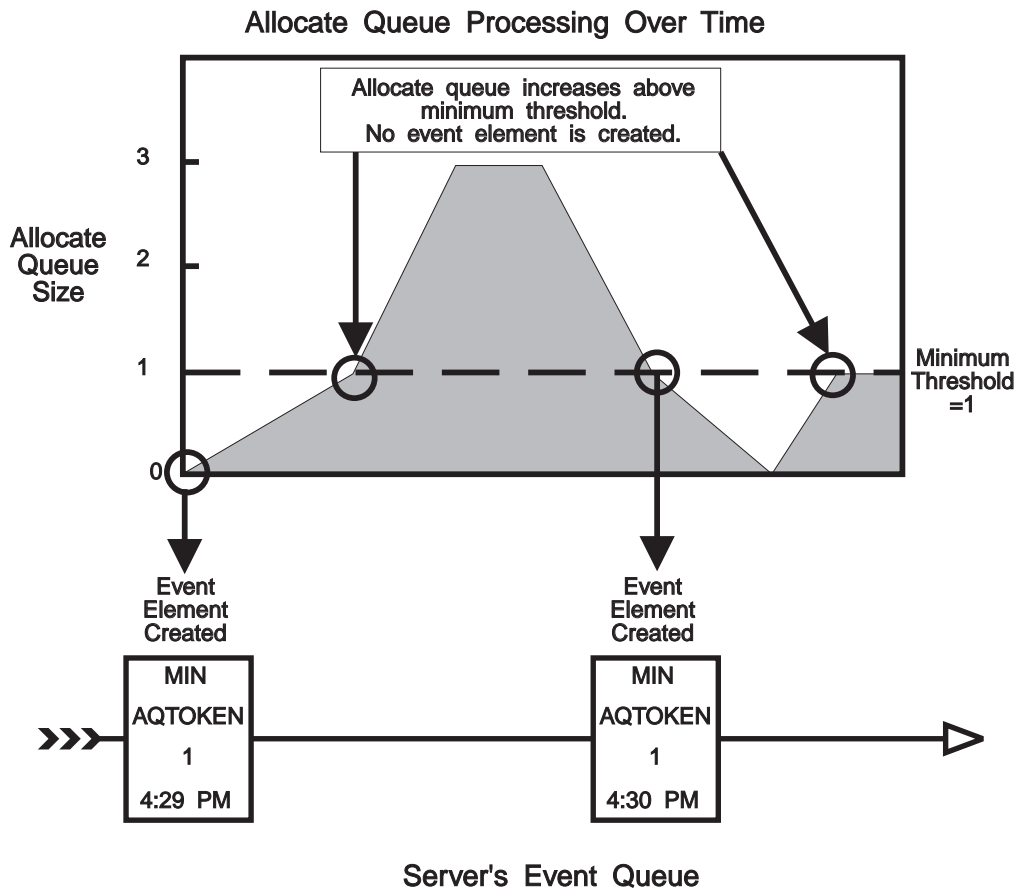 Allocate Queue Processing Over Time
Allocate queue increases above
minimum threshold.
No event element is created.
3
Allocate
Queue
Size
2
1
Minimum
Threshold
=1
0
Event
Element
Created
Event
Element
Created
MIN
AQTOKEN
1
4:29 PM
MIN
AQTOKEN
1
4:30 PM
Server's Event Queue